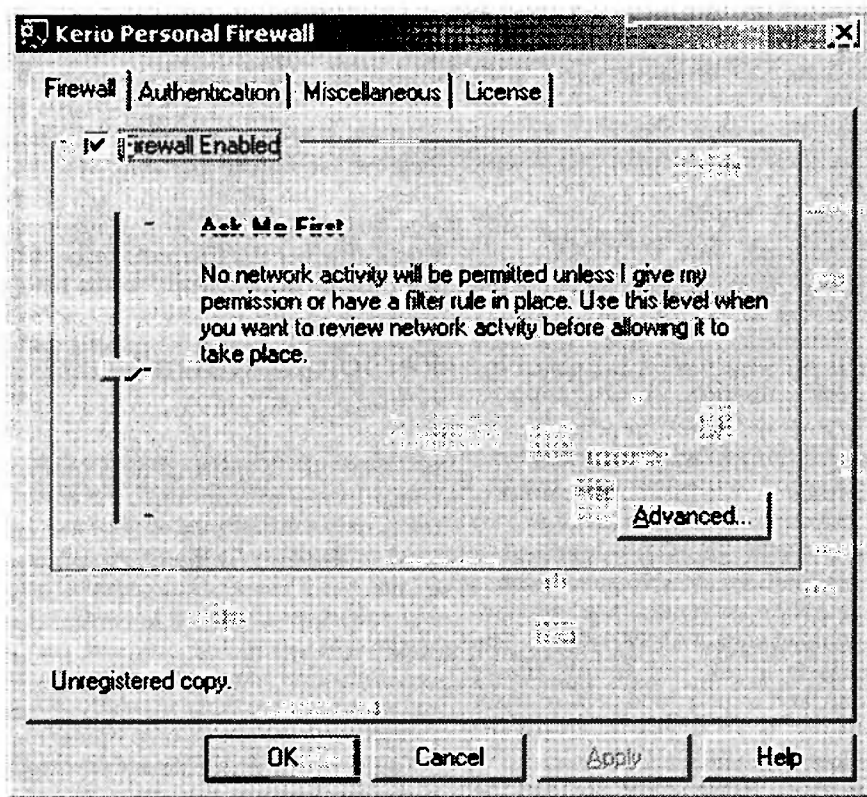 Kerio Personal Firewall
Firewall Authentication Miscellaneous License
Firewall Enabled
Ask Me First
No network activity will be permitted unless I give my
permission or have a filter rule in place. Use this level when
you want to review network activity before allowing it to
take place.
Advanced...
Unregistered copy.
OK Cancel Apply Help